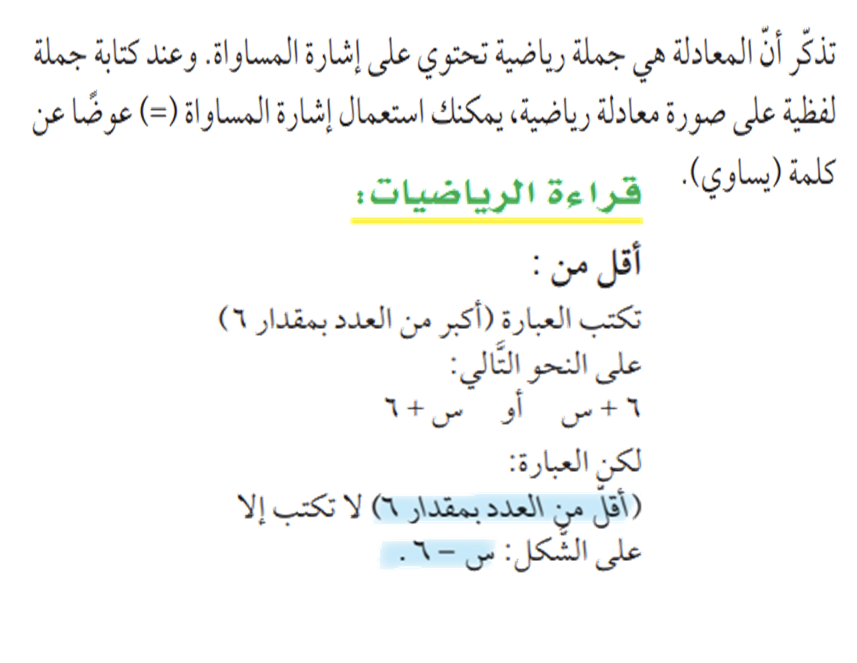 تذكّر أنّ المعادلة هي جملة رياضية تحتوي على إشارة المساواة. وعند كتابة جملة
لفظية على صورة معادلة رياضية، يمكنك استعمال إشارة المساواة (=) عوضًا عن
كلمة (يساوي).
قراءة الرياضيات:
أقل من :
تكتب العبارة (أكبر من العدد بمقدار ٦)
على النحو التَّالي:
٦ + س أو س + ٦
لكن العبارة:
(أقلّ من العدد بمقدار ٦) لا تكتب إلا
على الشَّكل: س – ٦ .